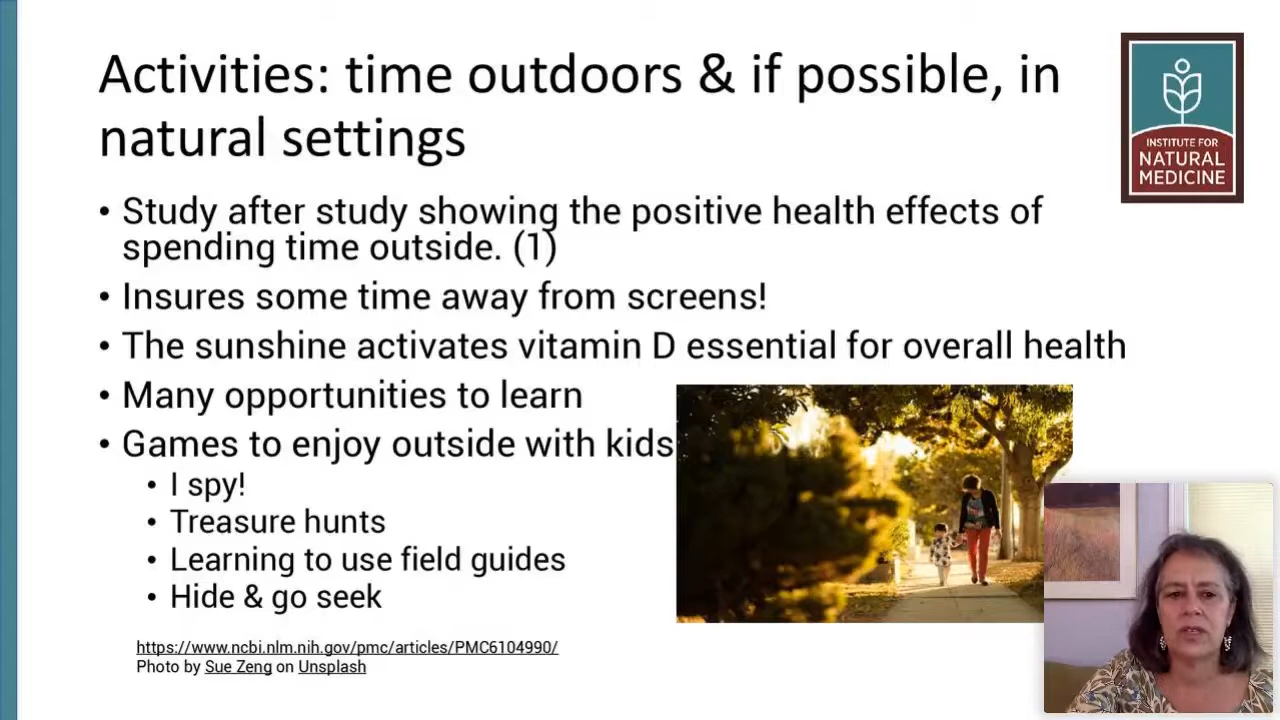 Activities: time outdoors & if possible, in
natural settings
INSTITUTE FOR
NATURAL
MEDICINE
• Study after study showing the positive health effects of
spending time outside. (1)
• Insures some time away from screens!
• The sunshine activates vitamin D essential for overall health
• Many opportunities to learn
• Games to enjoy outside with kids
• I spy!
• Treasure hunts
• Learning to use field guides
• Hide & go seek
https://www.ncbi.nlm.nih.gov/pmc/articles/PMC6104990/
Photo by Sue Zeng on Unsplash